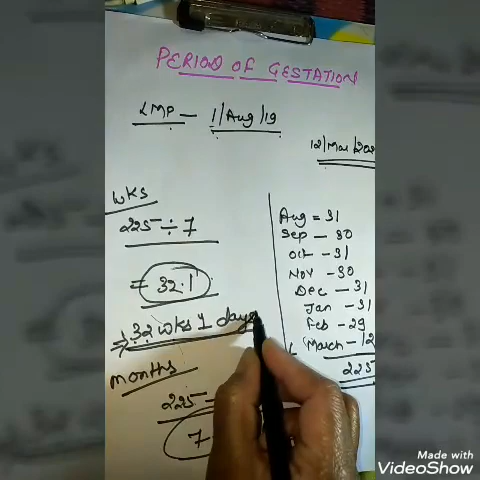 PERIOD OF GESTATION
LMP - 1/Aug/19
12/Mar/202
WKS
225 ÷ 7
= 32.1
⇒ 32 wks 1 days
months
225 -
7
Aug = 31
Sep - 30
Oct - 31
Nov - 30
Dec - 31
Jan - 31
Feb - 29
March - 12
225
Made with
VideoShow